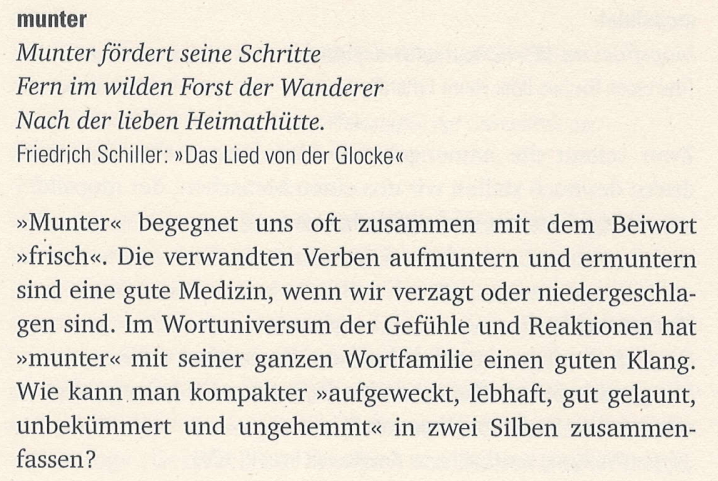 munter
Munter fördert seine Schritte
Fern im wilden Forst der Wanderer
Nach der lieben Heimathütte.
Friedrich Schiller: »Das Lied von der Glocke«
»Munter« begegnet uns oft zusammen mit dem Beiwort
»frisch«. Die verwandten Verben aufmuntern und ermuntern
sind eine gute Medizin, wenn wir verzagt oder niedergeschla-
gen sind. Im Wortuniversum der Gefühle und Reaktionen hat
»munter« mit seiner ganzen Wortfamilie einen guten Klang.
Wie kann man kompakter »aufgeweckt, lebhaft, gut gelaunt,
unbekümmert und ungehemmt« in zwei Silben zusammen-
fassen?